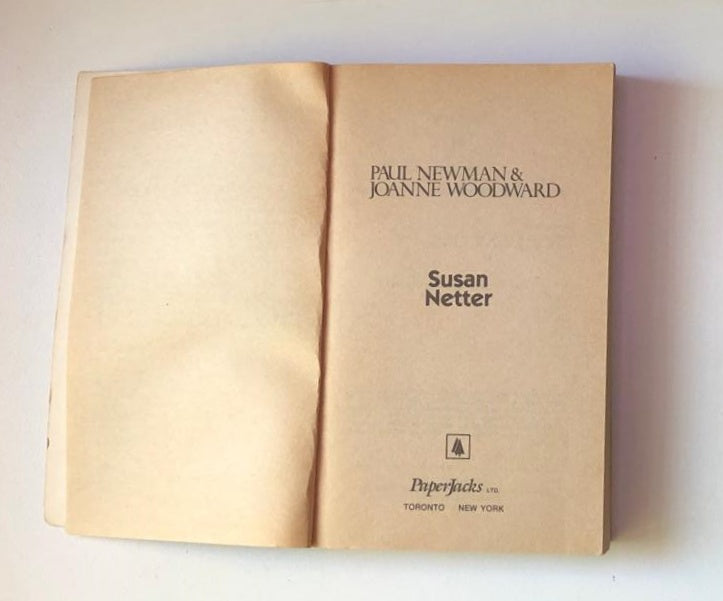 PAUL NEWMAN &
JOANNE WOODWARD
Susan
Netter
PaperJacks LTD.
TORONTO NEW YORK